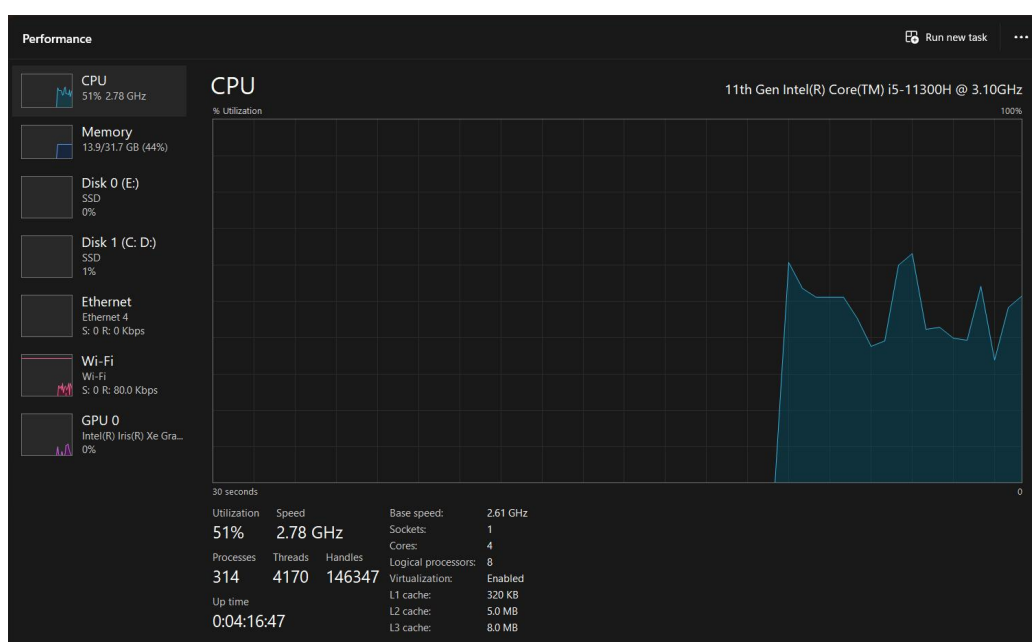 Performance
Run new task
CPU
51% 2.78 GHz
Memory
13.9/31.7 GB (44%)
Disk 0 (E:)
SSD
0%
Disk 1 (C: D:)
SSD
1%
Ethernet
Ethernet 4
S: 0 R: 0 Kbps
Wi-Fi
Wi-Fi
S: 0 R: 80.0 Kbps
GPU 0
Intel(R) Iris(R) Xe Gra...
0%
CPU
11th Gen Intel(R) Core(TM) i5-11300H @ 3.10GHz
% Utilization
100%
30 seconds
0
Utilization Speed
51% 2.78 GHz
Processes Threads Handles
314 4170 146347
Up time
0:04:16:47
Base speed: 2.61 GHz
Sockets: 1
Cores: 4
Logical processors: 8
Virtualization: Enabled
L1 cache: 320 KB
L2 cache: 5.0 MB
L3 cache: 8.0 MB